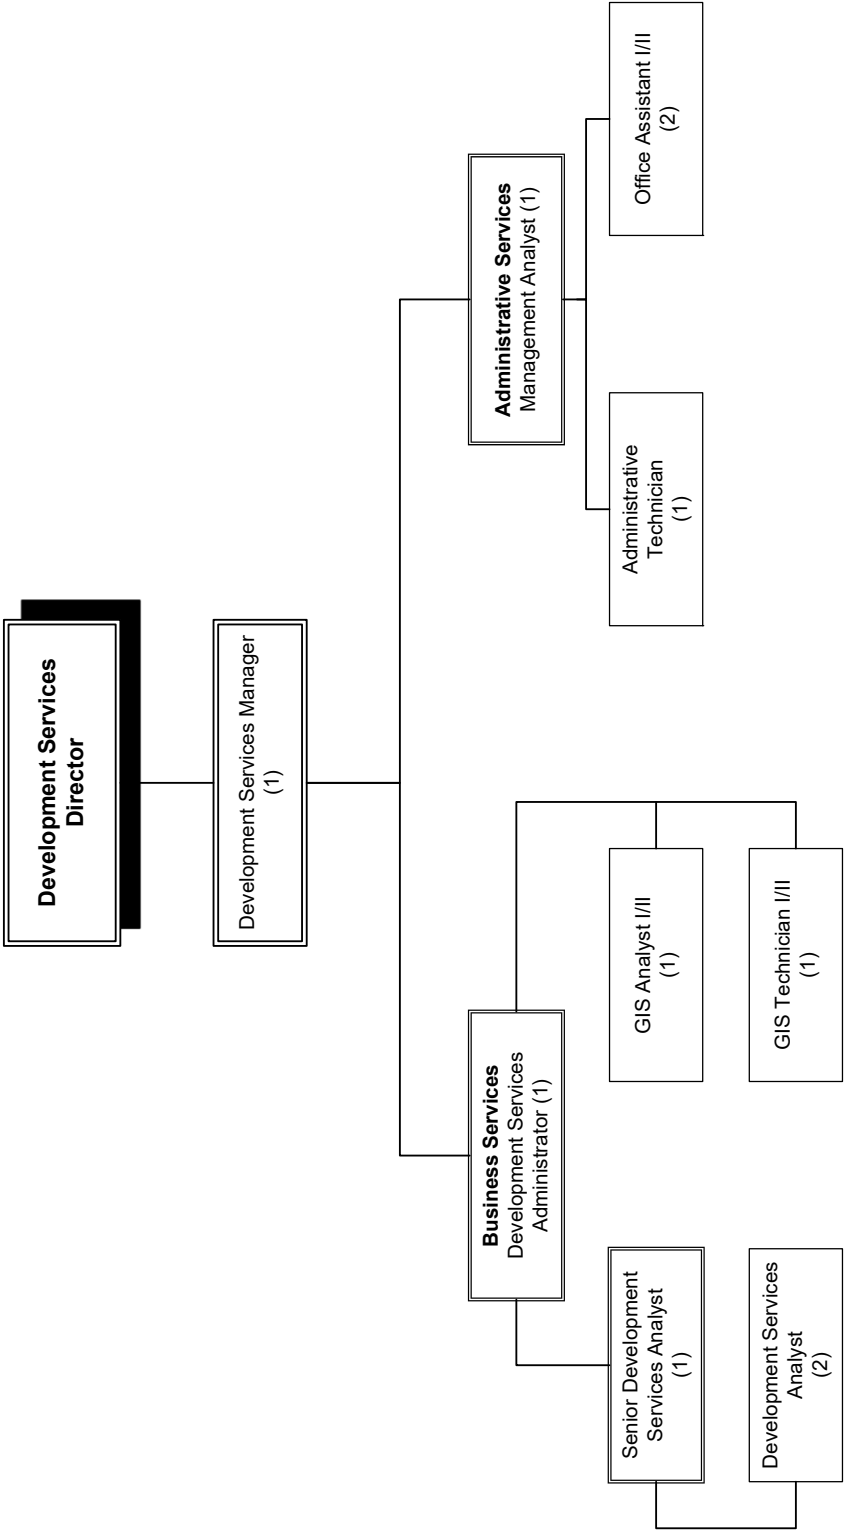 Development Services
Director
Development Services Manager
(1)
Business Services
Development Services
Administrator (1)
Administrative Services
Management Analyst (1)
Senior Development
Services Analyst
(1)
GIS Analyst I/II
(1)
Administrative
Technician
(1)
Office Assistant I/II
(2)
Development Services
Analyst
(2)
GIS Technician I/II
(1)